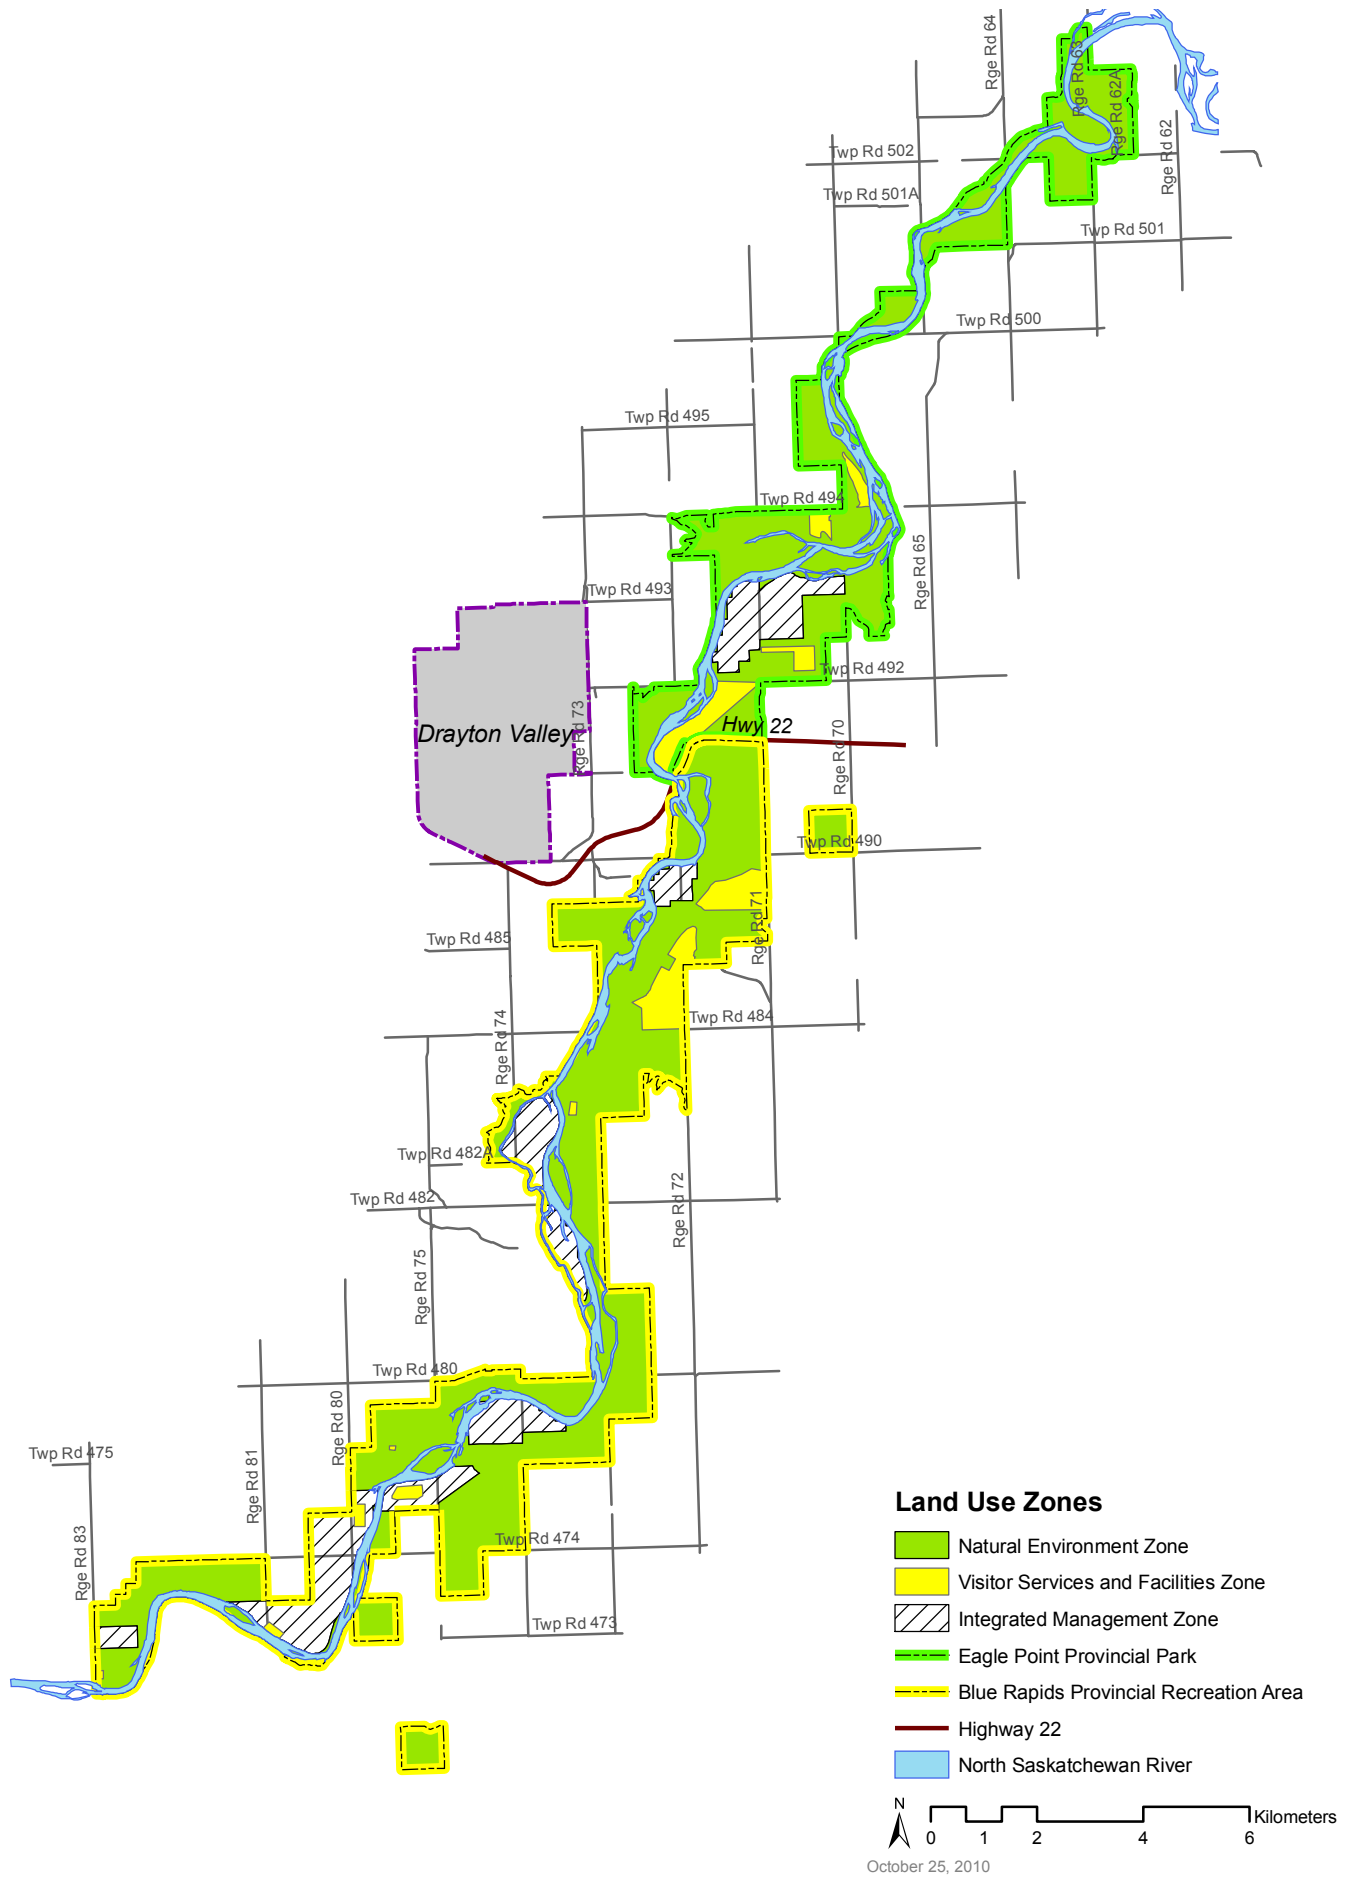 Rge Rd 64
Rge Rd 63
Rge Rd 62A
Rge Rd 62
Twp Rd 502
Twp Rd 501A
Twp Rd 501
Twp Rd 500
Twp Rd 495
Twp Rd 494
Rge Rd 65
Twp Rd 493
Twp Rd 492
Rge Rd 73
Drayton Valley
Hwy 22
Rge Rd 70
Twp Rd 490
Rge Rd 71
Twp Rd 485
Twp Rd 484
Rge Rd 74
Twp Rd 482A
Twp Rd 482
Rge Rd 72
Rge Rd 75
Twp Rd 480
Rge Rd 80
Twp Rd 475
Rge Rd 81
Rge Rd 83
Twp Rd 474
Twp Rd 473
Land Use Zones
Natural Environment Zone
Visitor Services and Facilities Zone
Integrated Management Zone
Eagle Point Provincial Park
Blue Rapids Provincial Recreation Area
Highway 22
North Saskatchewan River
N
Kilometers
0 1 2 4 6
October 25, 2010